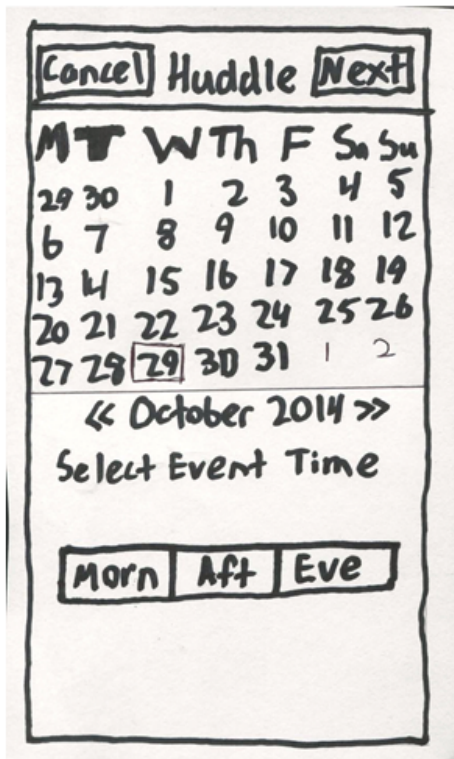 Cancel Huddle Next
M T W Th F Sa Su
29 30 1 2 3 4 5
6 7 8 9 10 11 12
13 14 15 16 17 18 19
20 21 22 23 24 25 26
27 28 29 30 31 1 2
« October 2014 »
Select Event Time
Morn Aft Eve